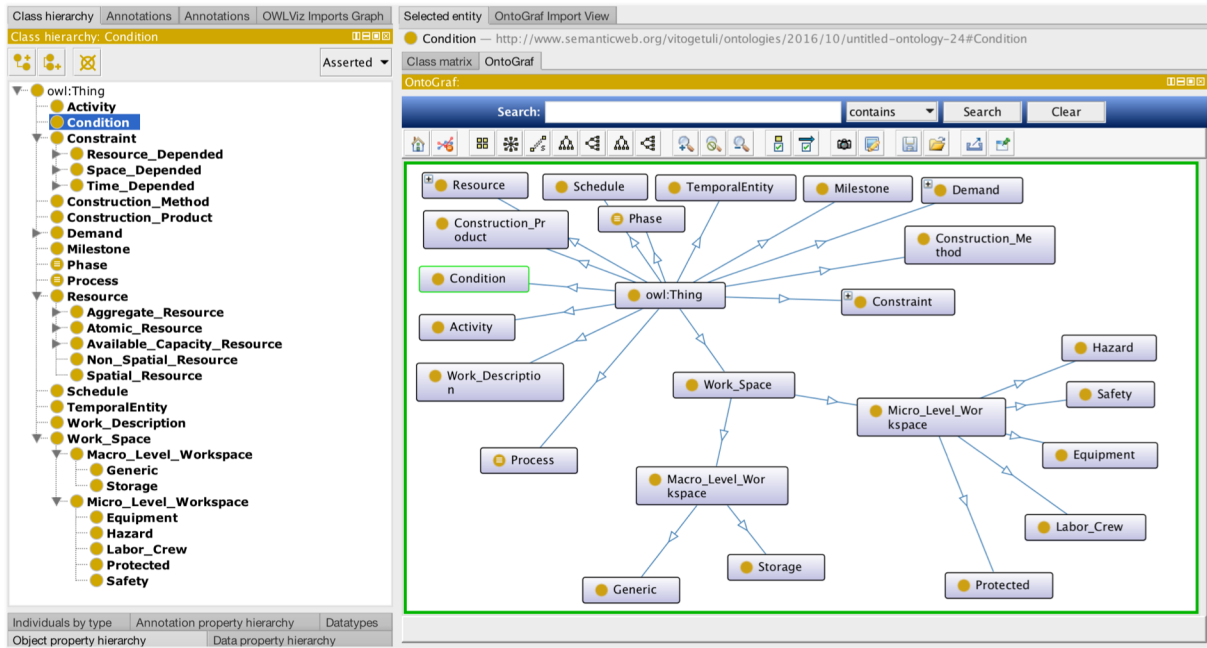 Class hierarchy Annotations Annotations OWLViz Imports Graph
Class hierarchy: Condition
Asserted
owl:Thing
Activity
Condition
Constraint
Resource_Depended
Space_Depended
Time_Depended
Construction_Method
Construction_Product
Demand
Milestone
Phase
Process
Resource
Aggregate_Resource
Atomic_Resource
Available_Capacity_Resource
Non_Spatial_Resource
Spatial_Resource
Schedule
TemporalEntity
Work_Description
Work_Space
Macro_Level_Workspace
Generic
Storage
Micro_Level_Workspace
Equipment
Hazard
Labor_Crew
Protected
Safety
Individuals by type Annotation property hierarchy Datatypes
Object property hierarchy Data property hierarchy
Selected entity OntoGraf Import View
Condition — http://www.semanticweb.org/vitogetuli/ontologies/2016/10/untitled-ontology-24#Condition
Class matrix OntoGraf
OntoGraf:
Search: contains Search Clear
Resource Schedule TemporalEntity Milestone Demand
Phase
Construction_Pr
oduct
Construction_Me
thod
Condition
owl:Thing
Constraint
Activity
Hazard
Work_Descriptio
n
Work_Space
Safety
Micro_Level_Wor
kspace
Equipment
Process
Macro_Level_Wor
kspace
Labor_Crew
Storage
Generic
Protected